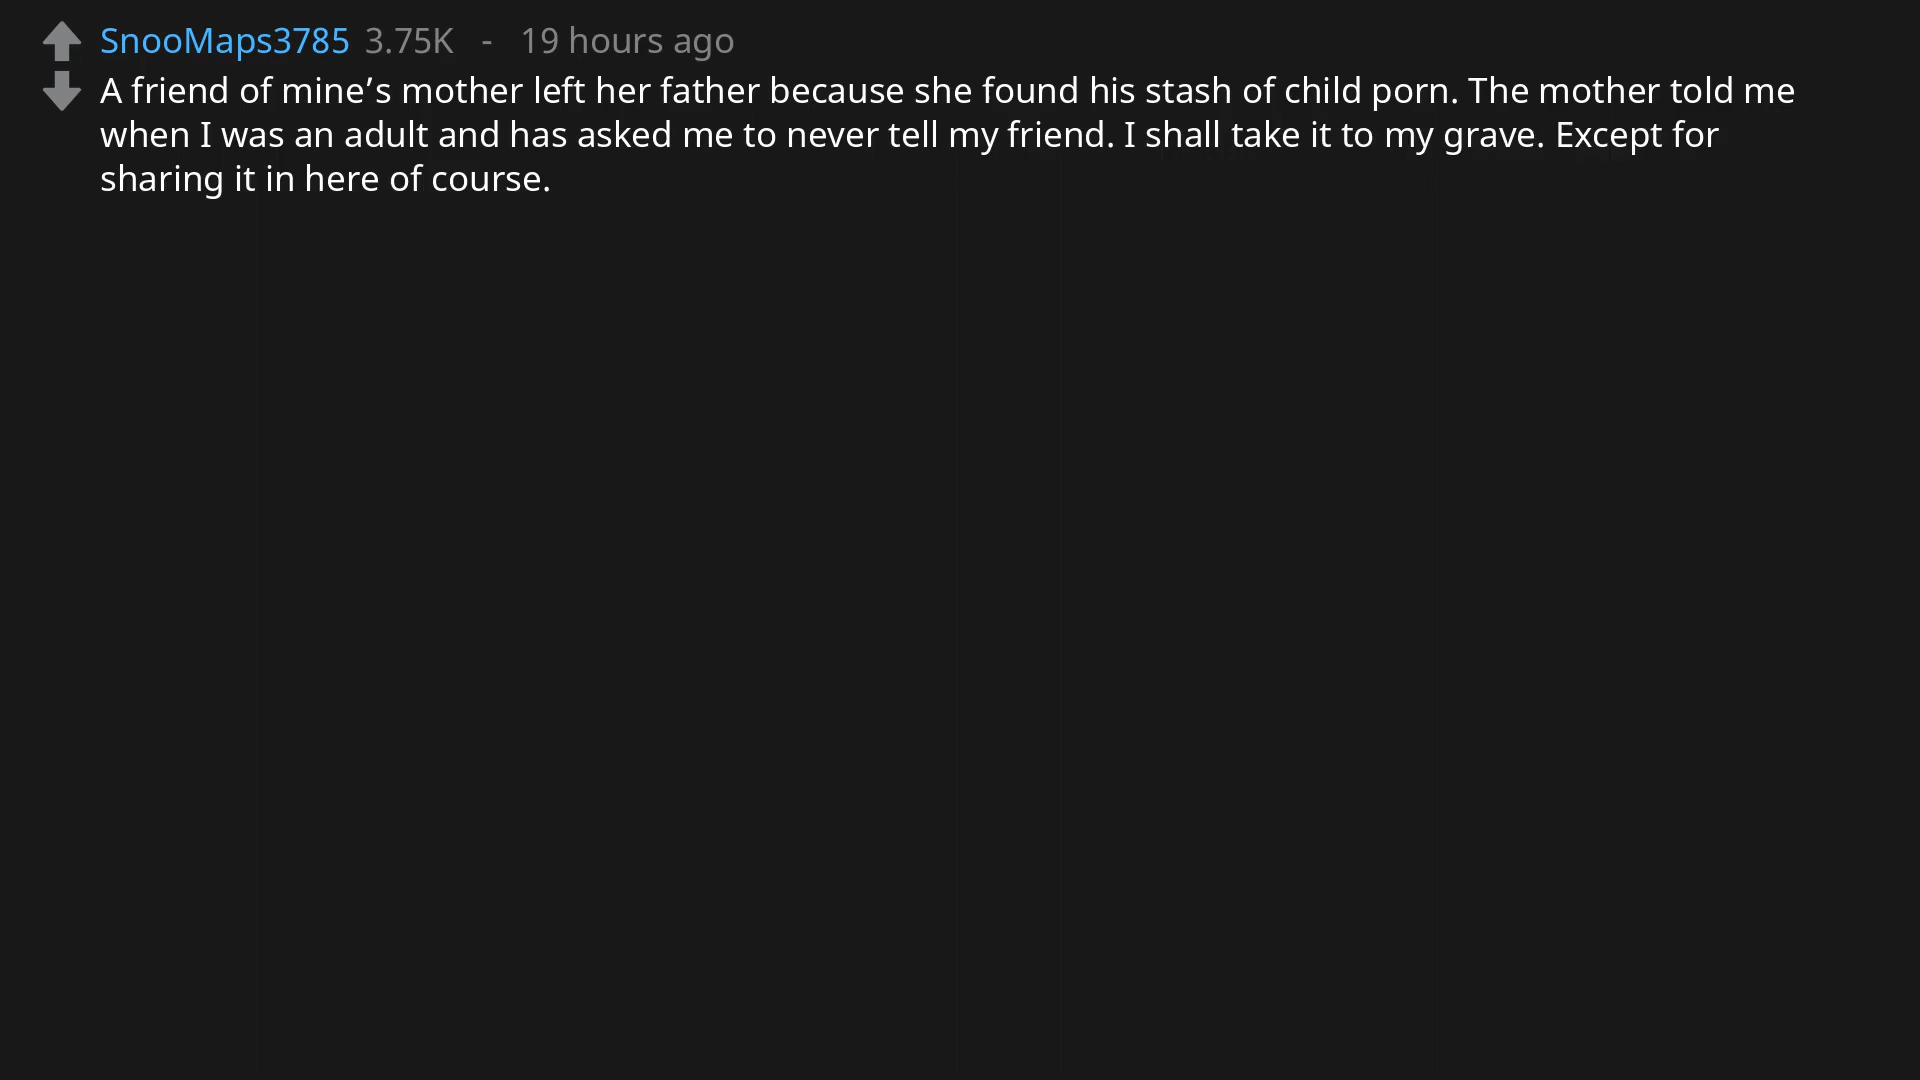 SnooMaps3785 3.75K - 19 hours ago
A friend of mine’s mother left her father because she found his stash of child porn. The mother told me
when I was an adult and has asked me to never tell my friend. I shall take it to my grave. Except for
sharing it in here of course.